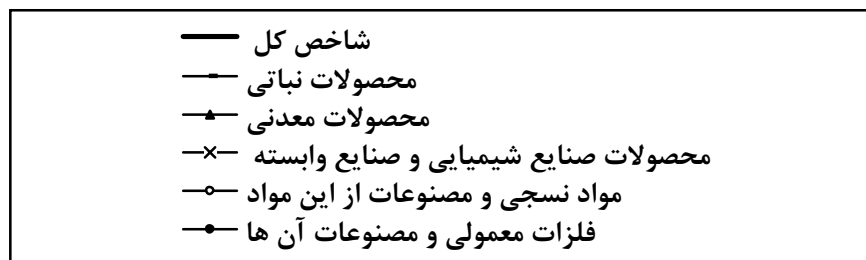 شاخص کل
محصولات نباتی
محصولات معدنی
محصولات صنایع شیمیایی و صنایع وابسته
مواد نسجی و مصنوعات از این مواد
فلزات معمولی و مصنوعات آن ها